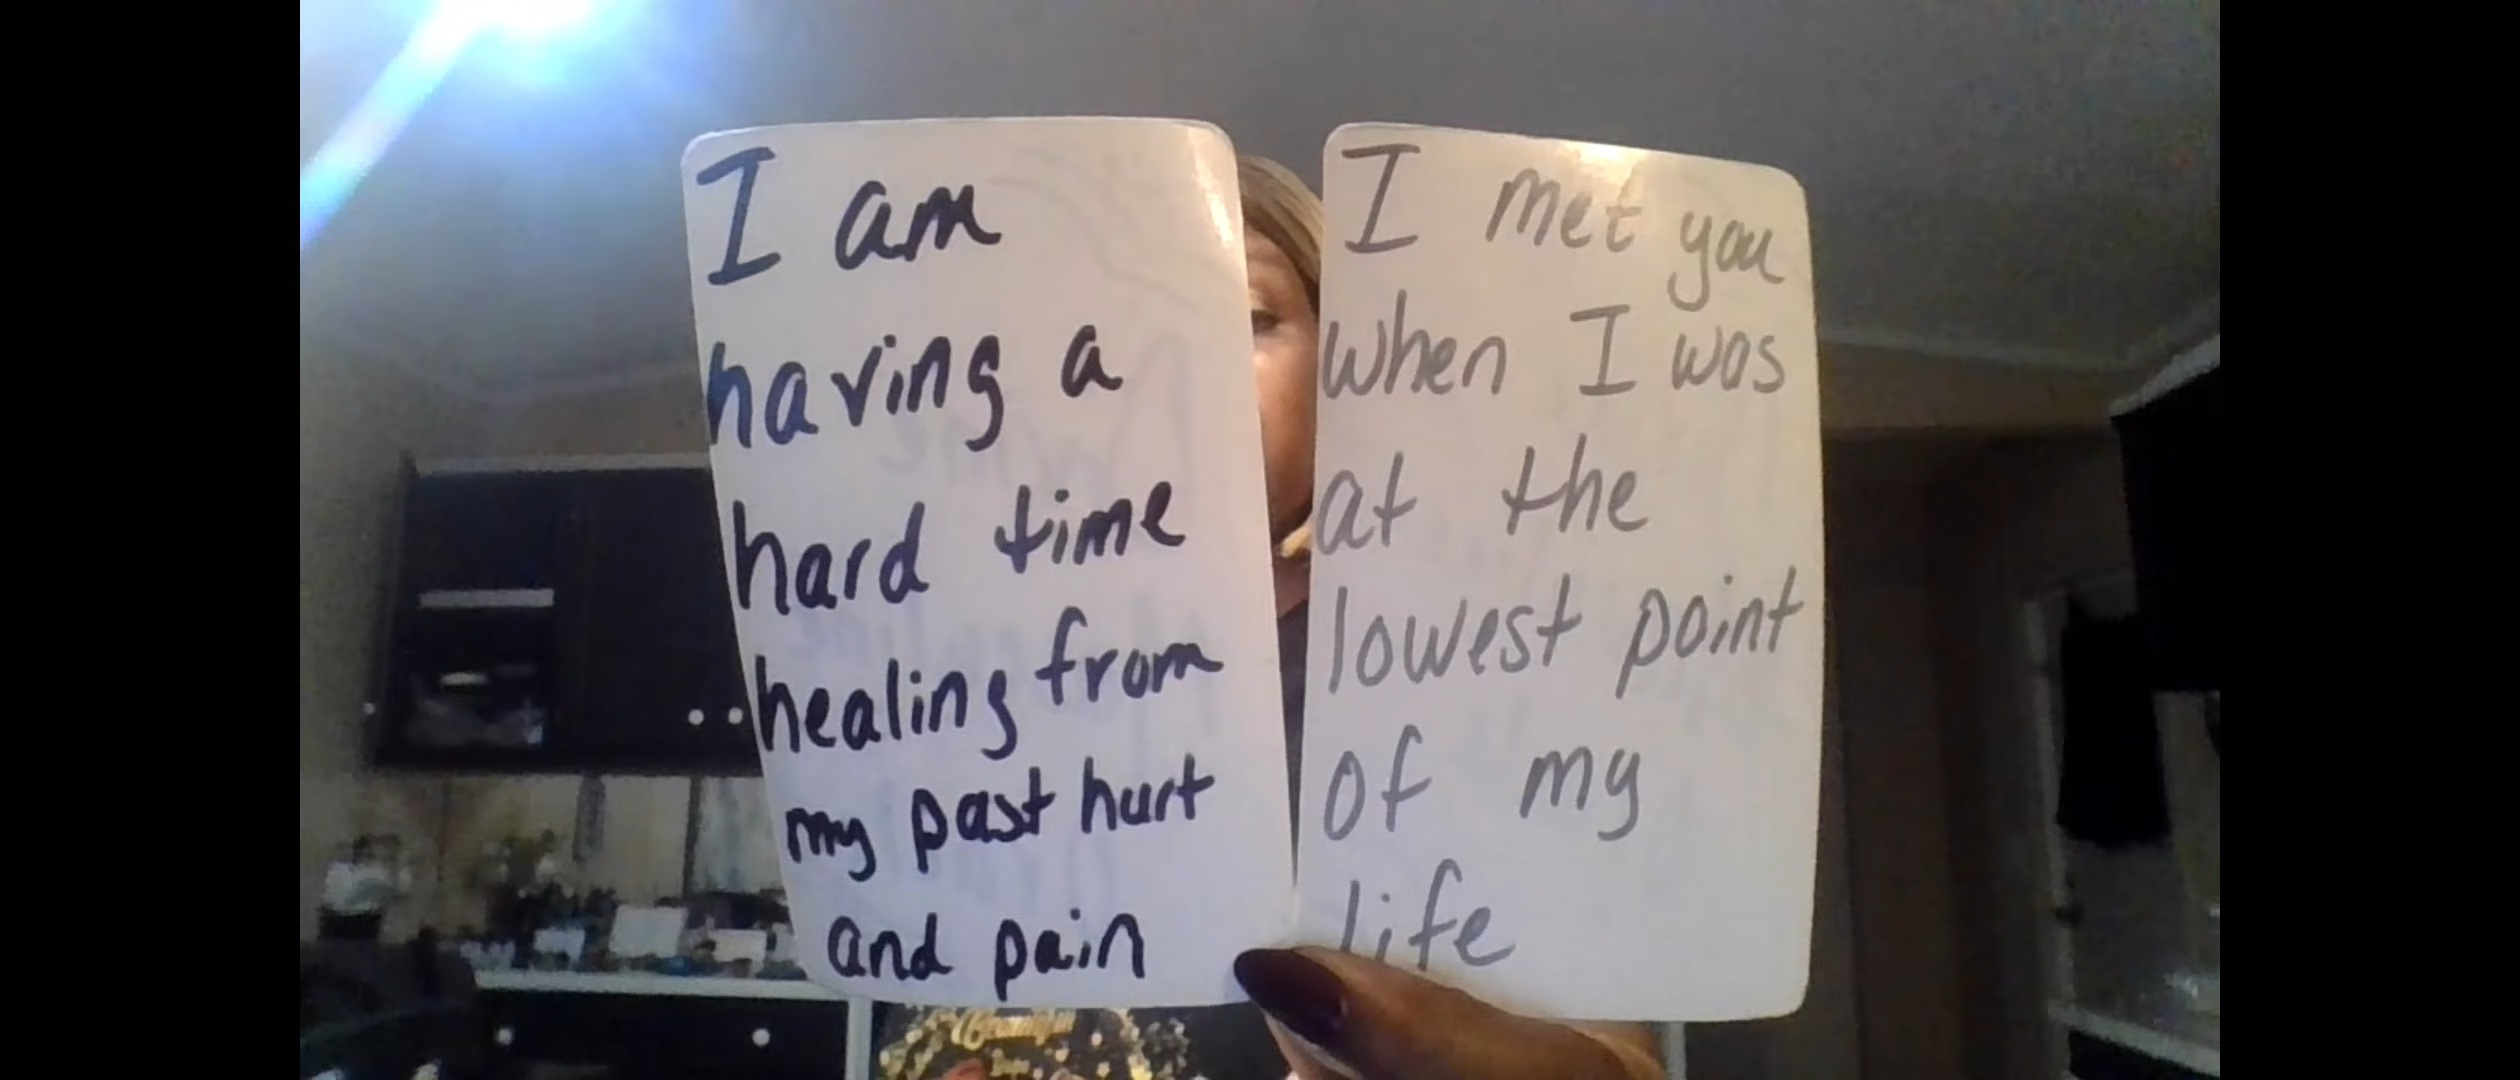 I am
having a
hard time
healing from
my past hurt
and pain
I met you
when I was
at the
lowest point
of my
life